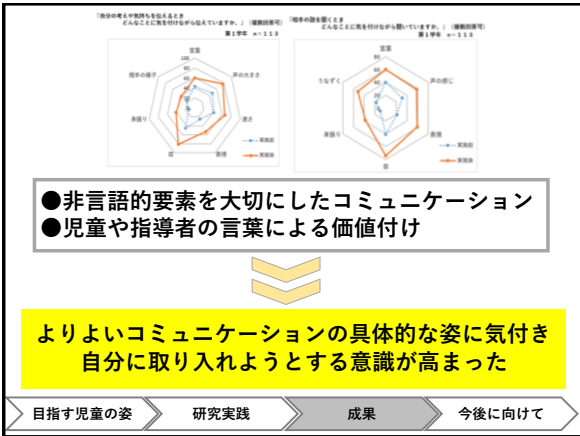 「自分の考えや気持ちを伝えるとき
どんなことに気を付けながら伝えていますか。」（複数回答可）
第1学年 n=113
言葉
声の大きさ
速さ
表情
目
身振り
相手の様子
100
80
60
40
20
0
実施前
実施後
「相手の話を聞くとき
どんなことに気を付けながら聞いていますか。」（複数回答可）
第1学年 n=113
言葉
声の感じ
表情
目
身振り
うなずく
80
60
40
20
0
実施前
実施後
●非言語的要素を大切にしたコミュニケーション
●児童や指導者の言葉による価値付け
よりよいコミュニケーションの具体的な姿に気付き
自分に取り入れようとする意識が高まった
目指す児童の姿
研究実践
成果
今後に向けて